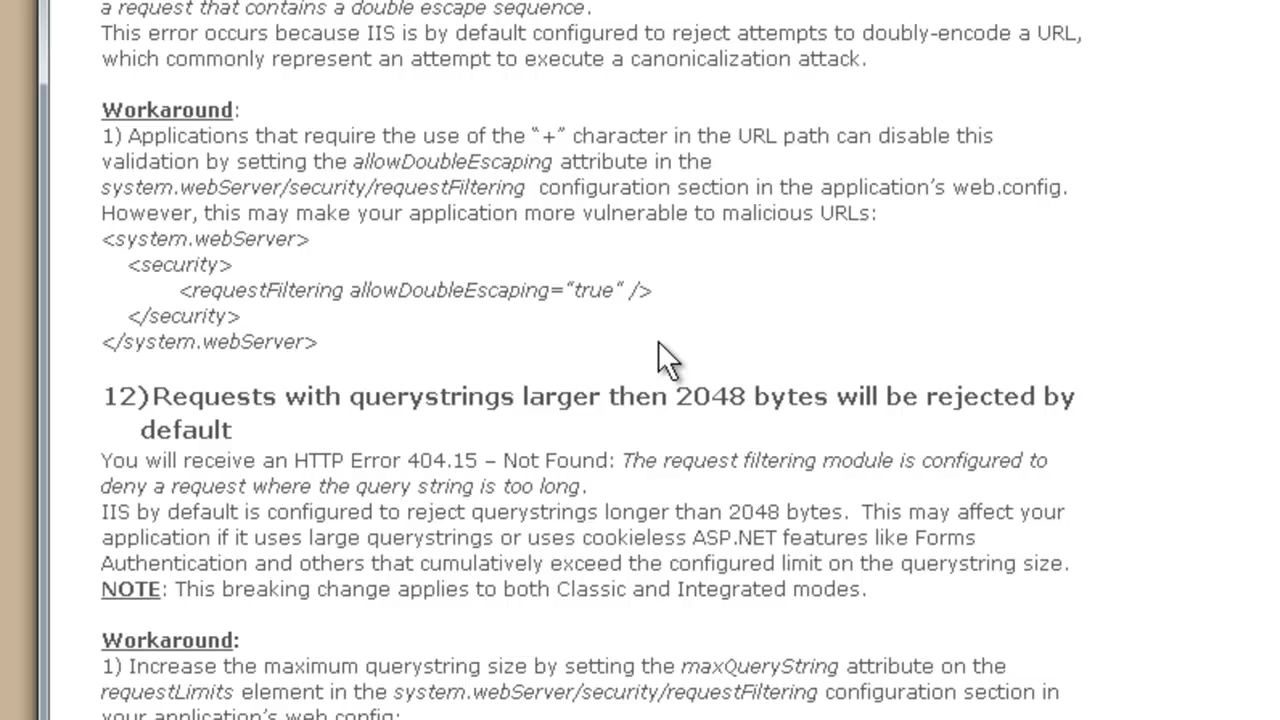 a request that contains a double escape sequence.
This error occurs because IIS is by default configured to reject attempts to doubly-encode a URL,
which commonly represent an attempt to execute a canonicalization attack.
Workaround:
1) Applications that require the use of the “+” character in the URL path can disable this
validation by setting the allowDoubleEscaping attribute in the
system.webServer/security/requestFiltering configuration section in the application’s web.config.
However, this may make your application more vulnerable to malicious URLs:
<system.webServer>
<security>
<requestFiltering allowDoubleEscaping=“true“ />
</security>
</system.webServer>
12) Requests with querystrings larger then 2048 bytes will be rejected by
default
You will receive an HTTP Error 404.15 – Not Found: The request filtering module is configured to
deny a request where the query string is too long.
IIS by default is configured to reject querystrings longer than 2048 bytes.  This may affect your
application if it uses large querystrings or uses cookieless ASP.NET features like Forms
Authentication and others that cumulatively exceed the configured limit on the querystring size.
NOTE: This breaking change applies to both Classic and Integrated modes.
Workaround:
1) Increase the maximum querystring size by setting the maxQueryString attribute on the
requestLimits element in the system.webServer/security/requestFiltering configuration section in
your application’s web.config: